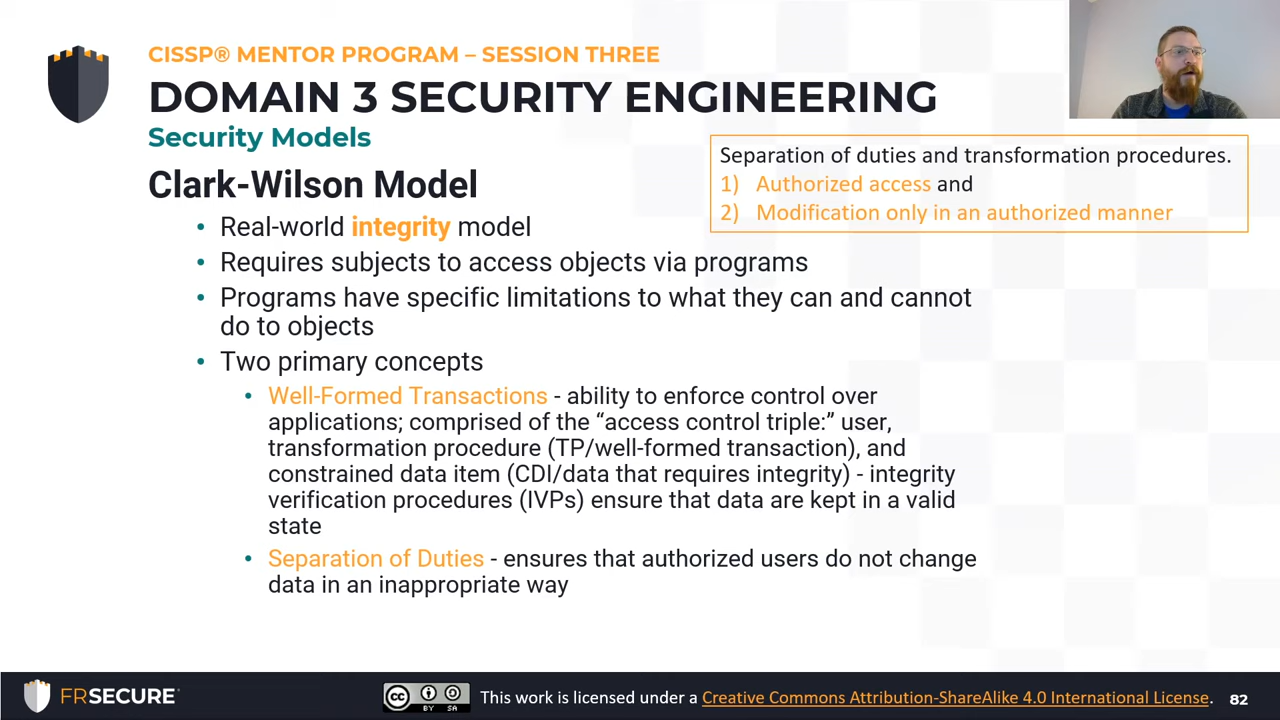 CISSP® MENTOR PROGRAM – SESSION THREE
DOMAIN 3 SECURITY ENGINEERING
Security Models
Separation of duties and transformation procedures.
1) Authorized access and
2) Modification only in an authorized manner
Clark-Wilson Model
• Real-world integrity model
• Requires subjects to access objects via programs
• Programs have specific limitations to what they can and cannot
do to objects
• Two primary concepts
• Well-Formed Transactions - ability to enforce control over
applications; comprised of the “access control triple:” user,
transformation procedure (TP/well-formed transaction), and
constrained data item (CDI/data that requires integrity) - integrity
verification procedures (IVPs) ensure that data are kept in a valid
state
• Separation of Duties - ensures that authorized users do not change
data in an inappropriate way
FRSECURE
CC BY SA
This work is licensed under a Creative Commons Attribution-ShareAlike 4.0 International License.
82